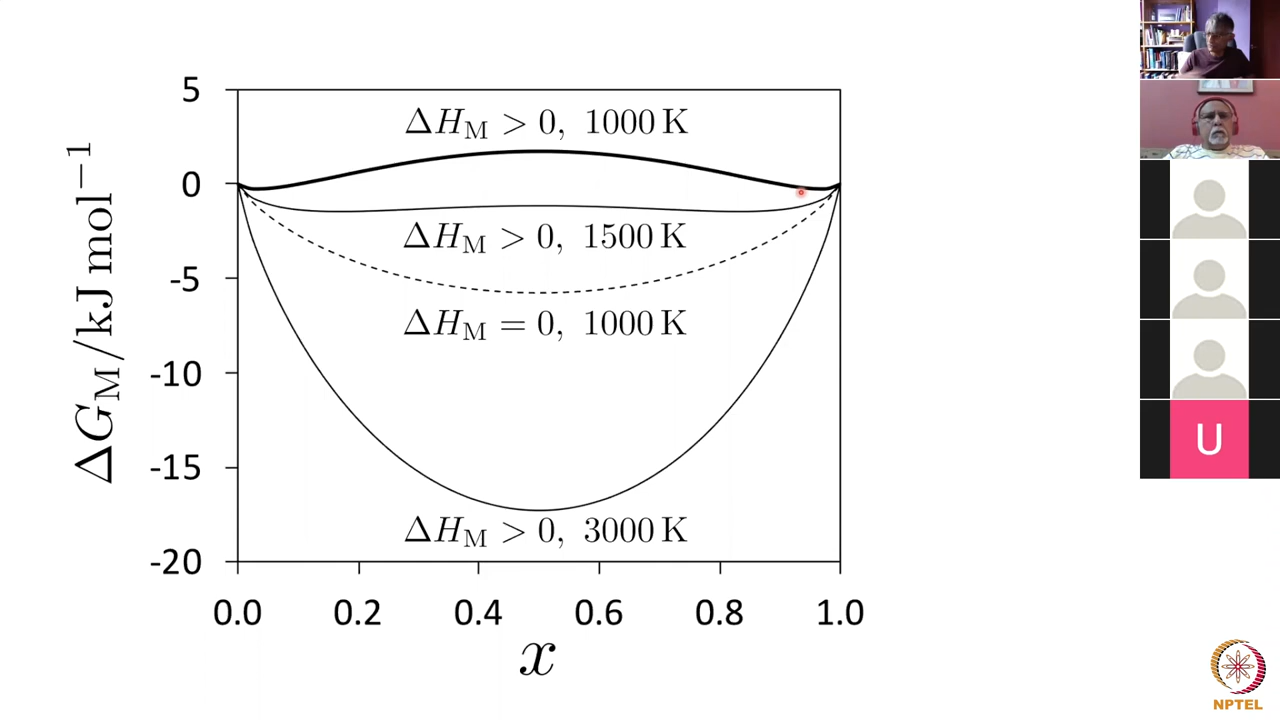 5
0
-5
-10
-15
-20
ΔG_M/kJ mol⁻¹
ΔH_M > 0, 1000 K
ΔH_M > 0, 1500 K
ΔH_M = 0, 1000 K
ΔH_M > 0, 3000 K
0.0 0.2 0.4 0.6 0.8 1.0
x
U
NPTEL